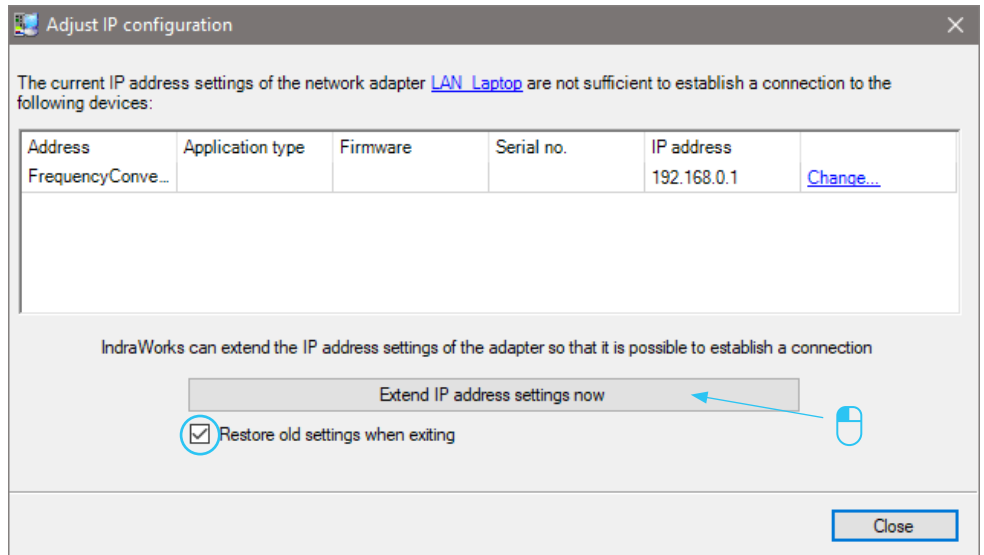 Adjust IP configuration
The current IP address settings of the network adapter LAN_Laptop are not sufficient to establish a connection to the
following devices:
Address Application type Firmware Serial no. IP address
FrequencyConve... 192.168.0.1 Change...
IndraWorks can extend the IP address settings of the adapter so that it is possible to establish a connection
Extend IP address settings now
Restore old settings when exiting
Close